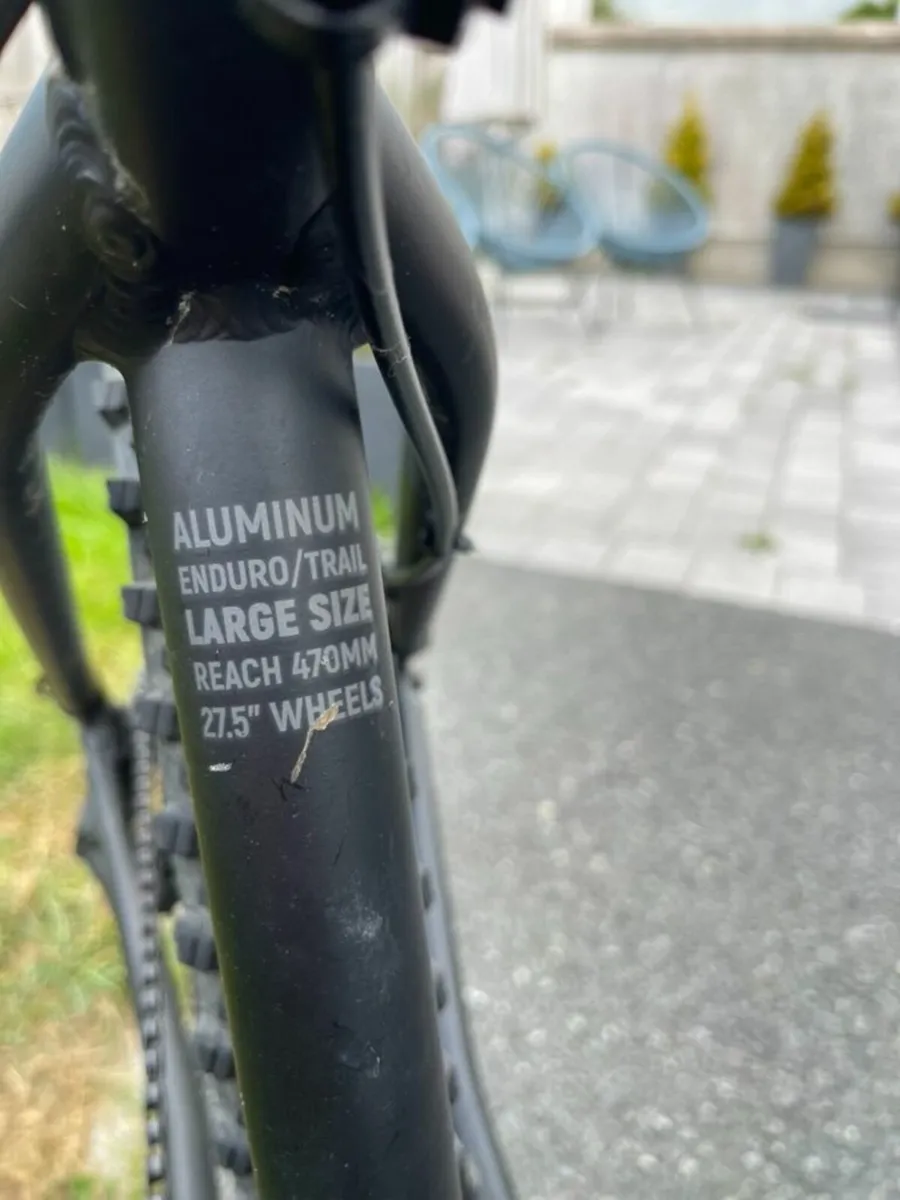 ALUMINUM
ENDURO/TRAIL
LARGE SIZE
REACH 470MM
27.5" WHEELS